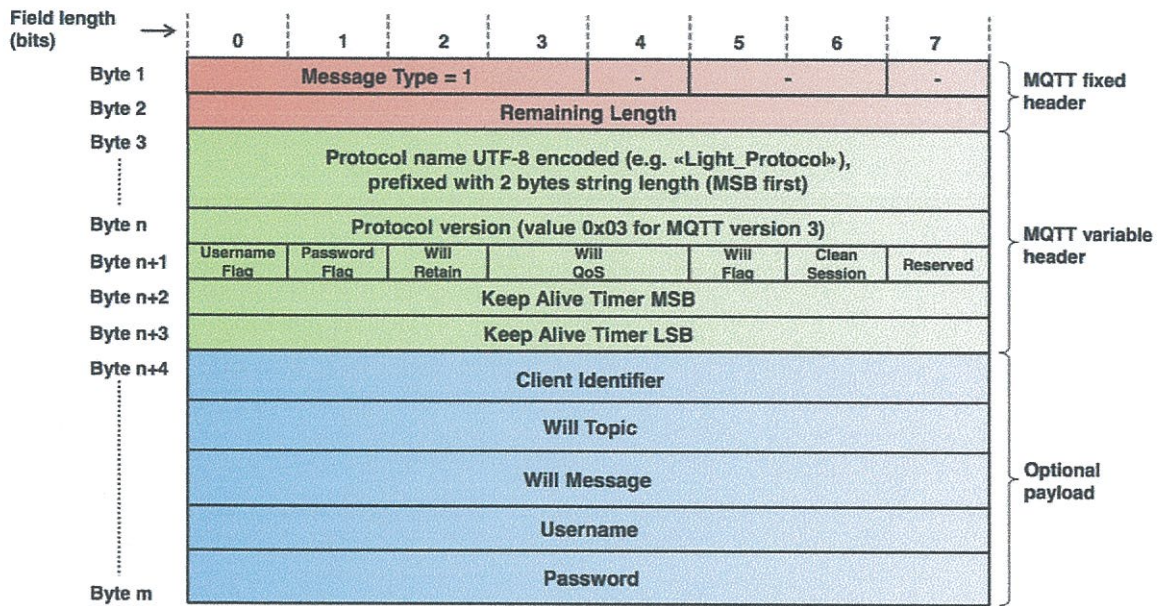 Field length
(bits)
0 1 2 3 4 5 6 7
Byte 1
Message Type = 1
-
-
-
MQTT fixed
header
Byte 2
Remaining Length
Byte 3
Protocol name UTF-8 encoded (e.g. «Light_Protocol»),
prefixed with 2 bytes string length (MSB first)
Byte n
Protocol version (value 0x03 for MQTT version 3)
MQTT variable
header
Byte n+1
Username
Flag
Password
Flag
Will
Retain
Will
QoS
Will
Flag
Clean
Session
Reserved
Byte n+2
Keep Alive Timer MSB
Byte n+3
Keep Alive Timer LSB
Byte n+4
Client Identifier
Will Topic
Will Message
Optional
payload
Username
Password
Byte m